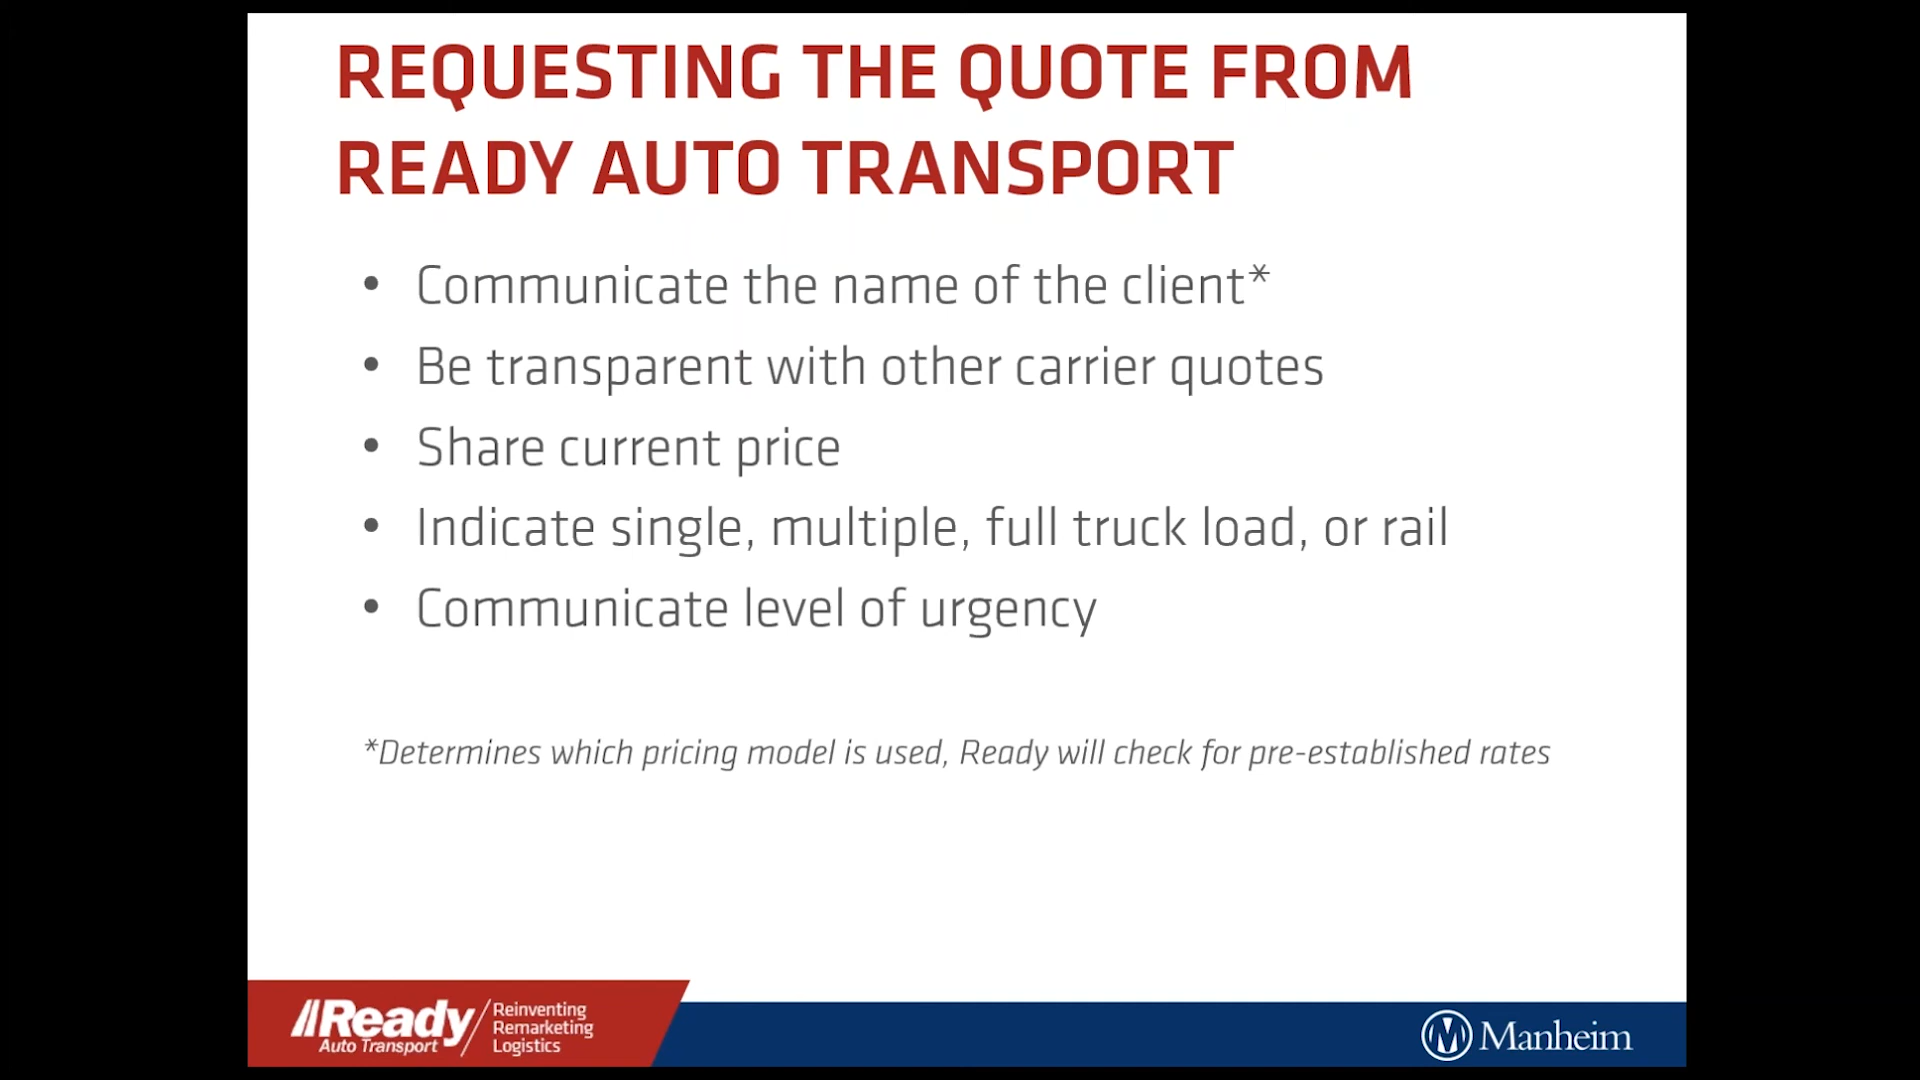 REQUESTING THE QUOTE FROM
READY AUTO TRANSPORT
• Communicate the name of the client*
• Be transparent with other carrier quotes
• Share current price
• Indicate single, multiple, full truck load, or rail
• Communicate level of urgency
*Determines which pricing model is used, Ready will check for pre-established rates
Ready
Auto Transport
Reinventing
Remarketing
Logistics
Manheim